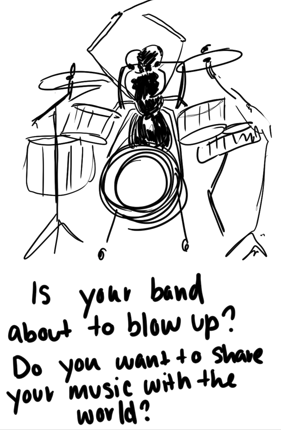 Is your band
about to blow up?
Do you want to share
your music with the
world?